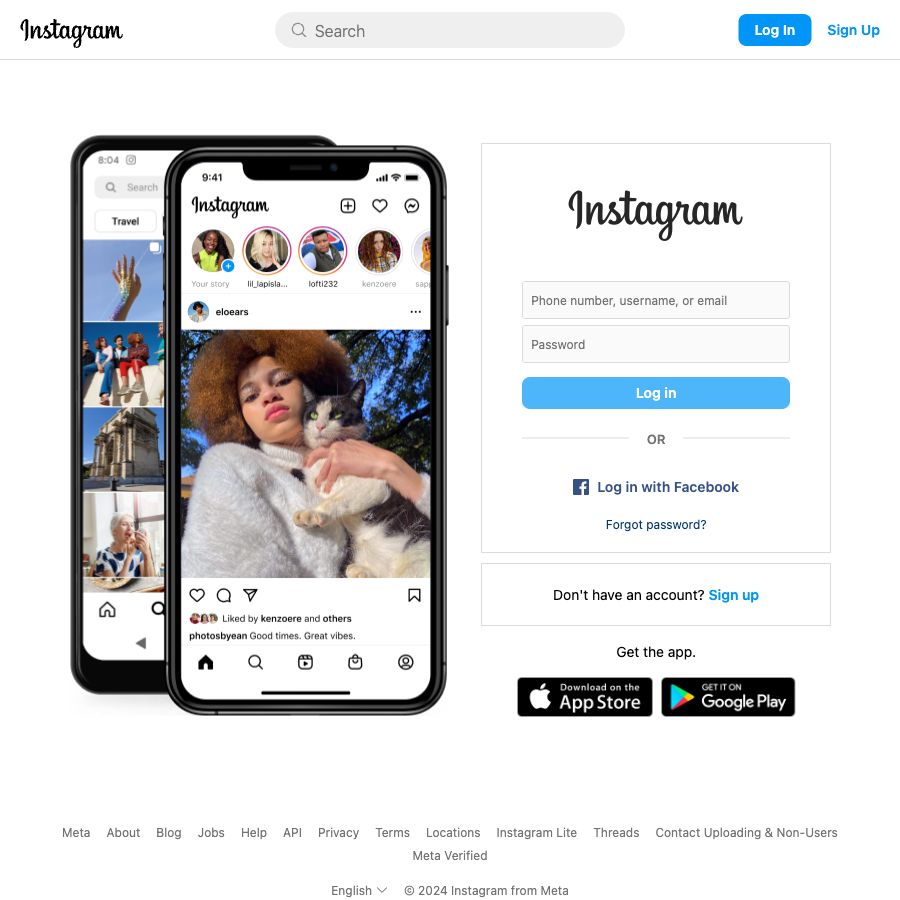 Instagram
Search
Log In
Sign Up
8:04
Search
Travel
9:41
Instagram
Your story
lil_lapisla...
lofti232
kenzoere
eloears
Liked by kenzoere and others
photosbyean Good times. Great vibes.
Instagram
Phone number, username, or email
Password
Log in
OR
Log in with Facebook
Forgot password?
Don't have an account? Sign up
Get the app.
Download on the
App Store
GET IT ON
Google Play
Meta About Blog Jobs Help API Privacy Terms Locations Instagram Lite Threads Contact Uploading & Non-Users
Meta Verified
English © 2024 Instagram from Meta